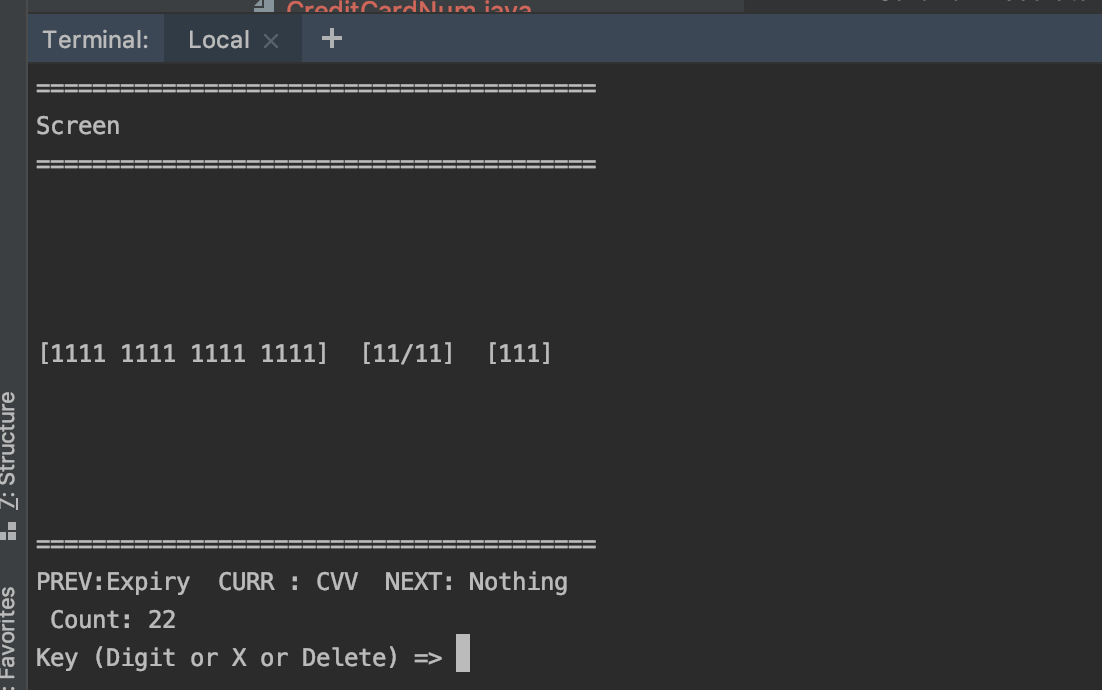 CreditCardNum.java
Terminal: Local × +
========================================
Screen
========================================
[1111 1111 1111 1111]  [11/11]  [111]
========================================
PREV:Expiry  CURR : CVV  NEXT: Nothing
Count: 22
Key (Digit or X or Delete) =>
7: Structure
: Favorites